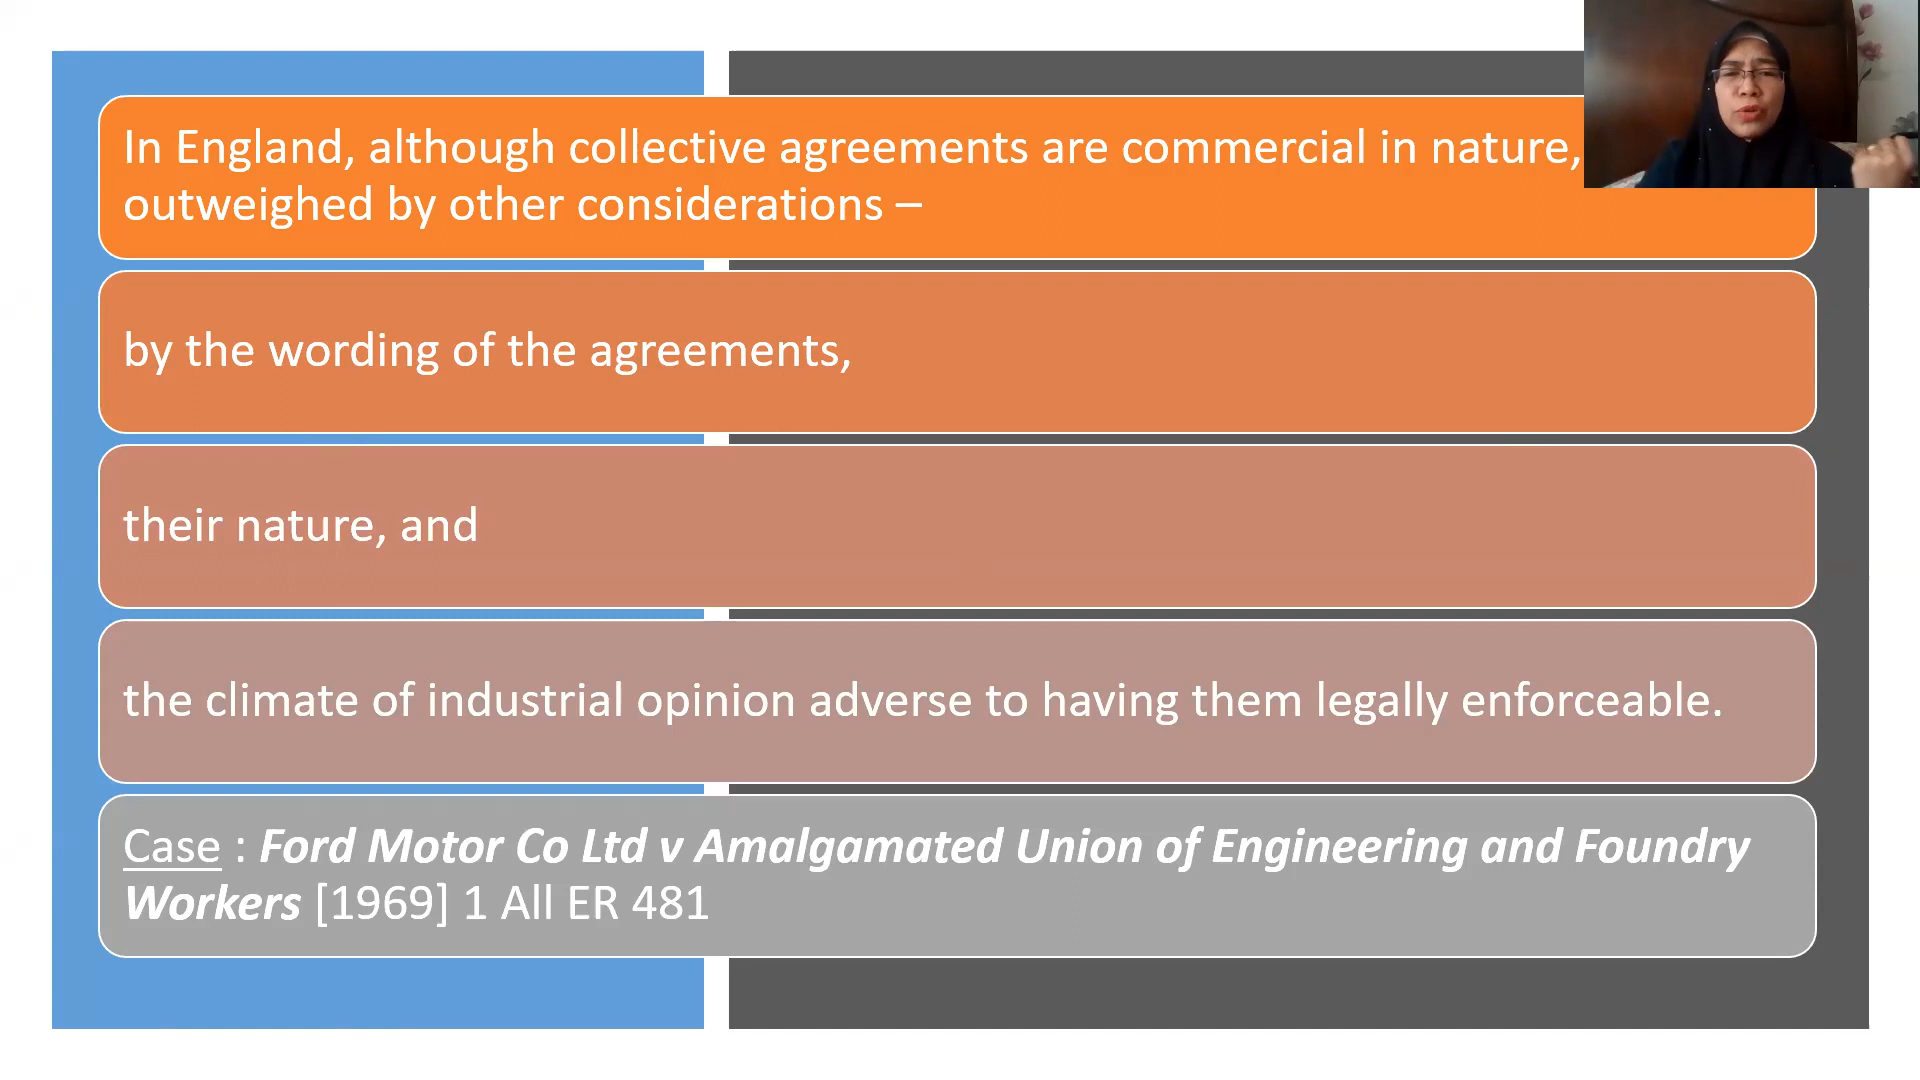 In England, although collective agreements are commercial in nature,
outweighed by other considerations –
by the wording of the agreements,
their nature, and
the climate of industrial opinion adverse to having them legally enforceable.
Case : Ford Motor Co Ltd v Amalgamated Union of Engineering and Foundry
Workers [1969] 1 All ER 481